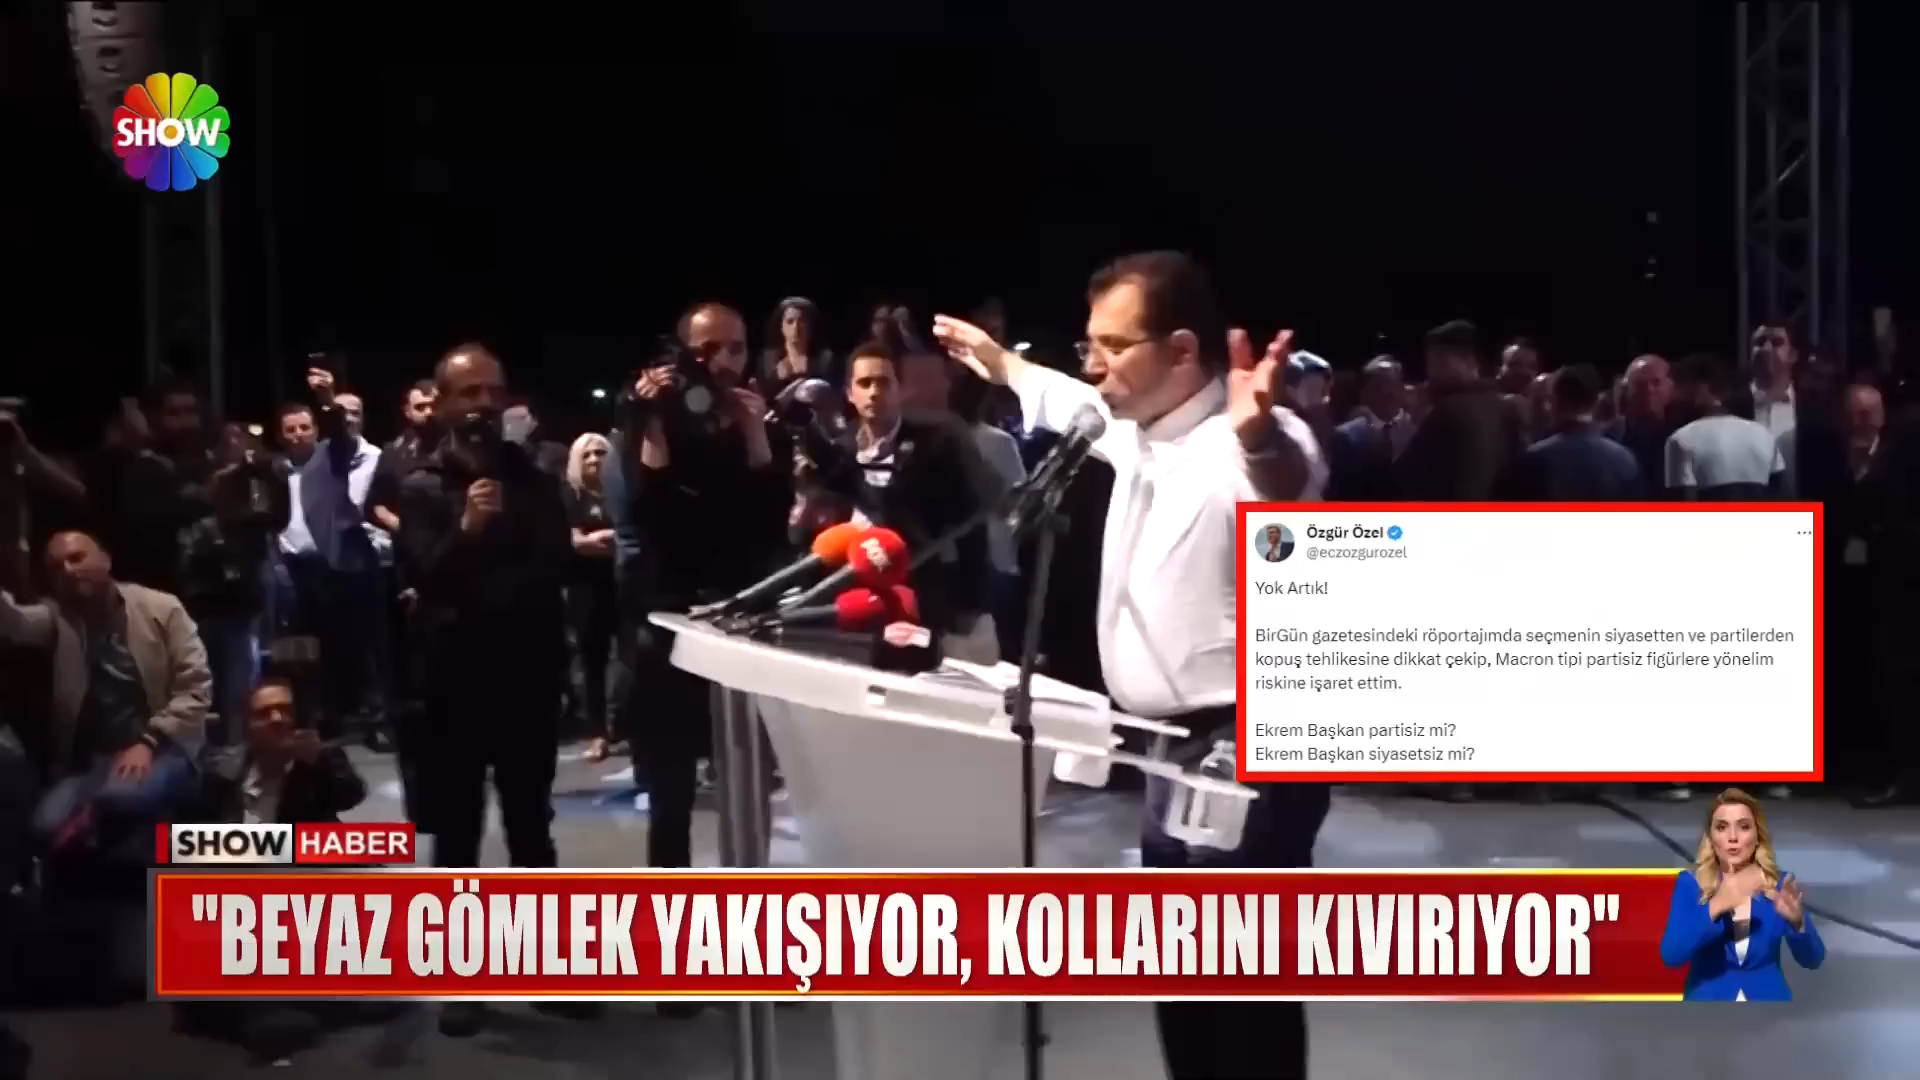 SHOW
Özgür Özel
@eczozgurozel
Yok Artık!
BirGün gazetesindeki röportajımda seçmenin siyasetten ve partilerden
kopuş tehlikesine dikkat çekip, Macron tipi partisiz figürlere yönelim
riskine işaret ettim.
Ekrem Başkan partisiz mi?
Ekrem Başkan siyasetsiz mi?
SHOW HABER
"BEYAZ GÖMLEK YAKIŞIYOR, KOLLARINI KIVIRIYOR"